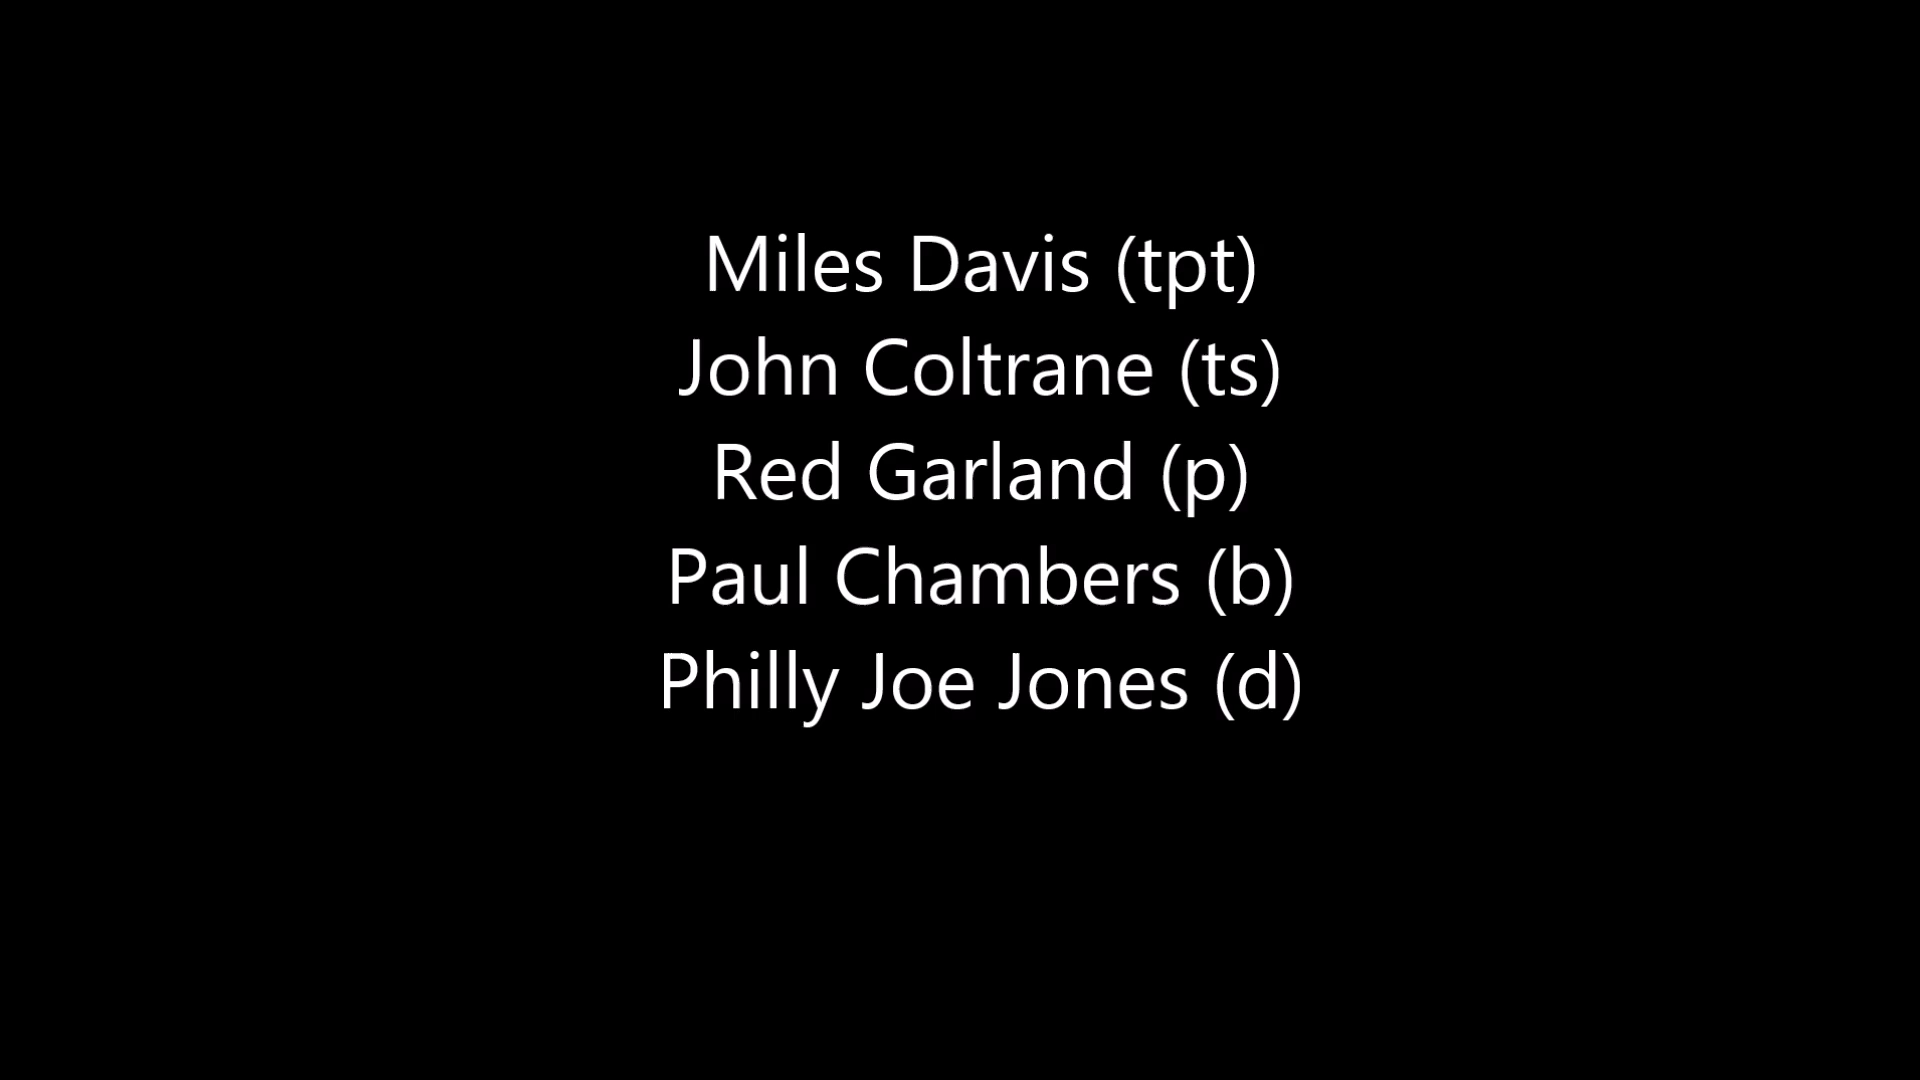 Miles Davis (tpt)
John Coltrane (ts)
Red Garland (p)
Paul Chambers (b)
Philly Joe Jones (d)